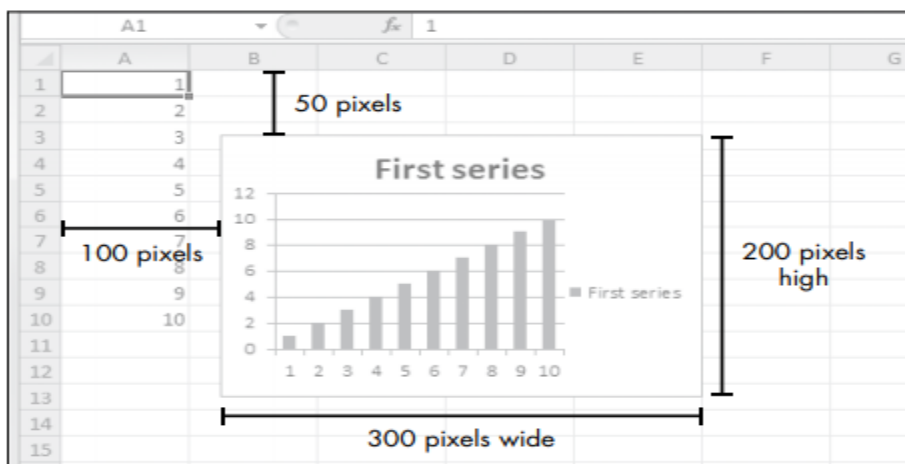 A1 fx 1
A B C D E F G
1 1
2 2
3 3
4 4
5 5
6 6
7 7
8 8
9 9
10 10
11
12
13
14
15
50 pixels
100 pixels
First series
12
10
8
6
4
2
0
1 2 3 4 5 6 7 8 9 10
First series
200 pixels
high
300 pixels wide